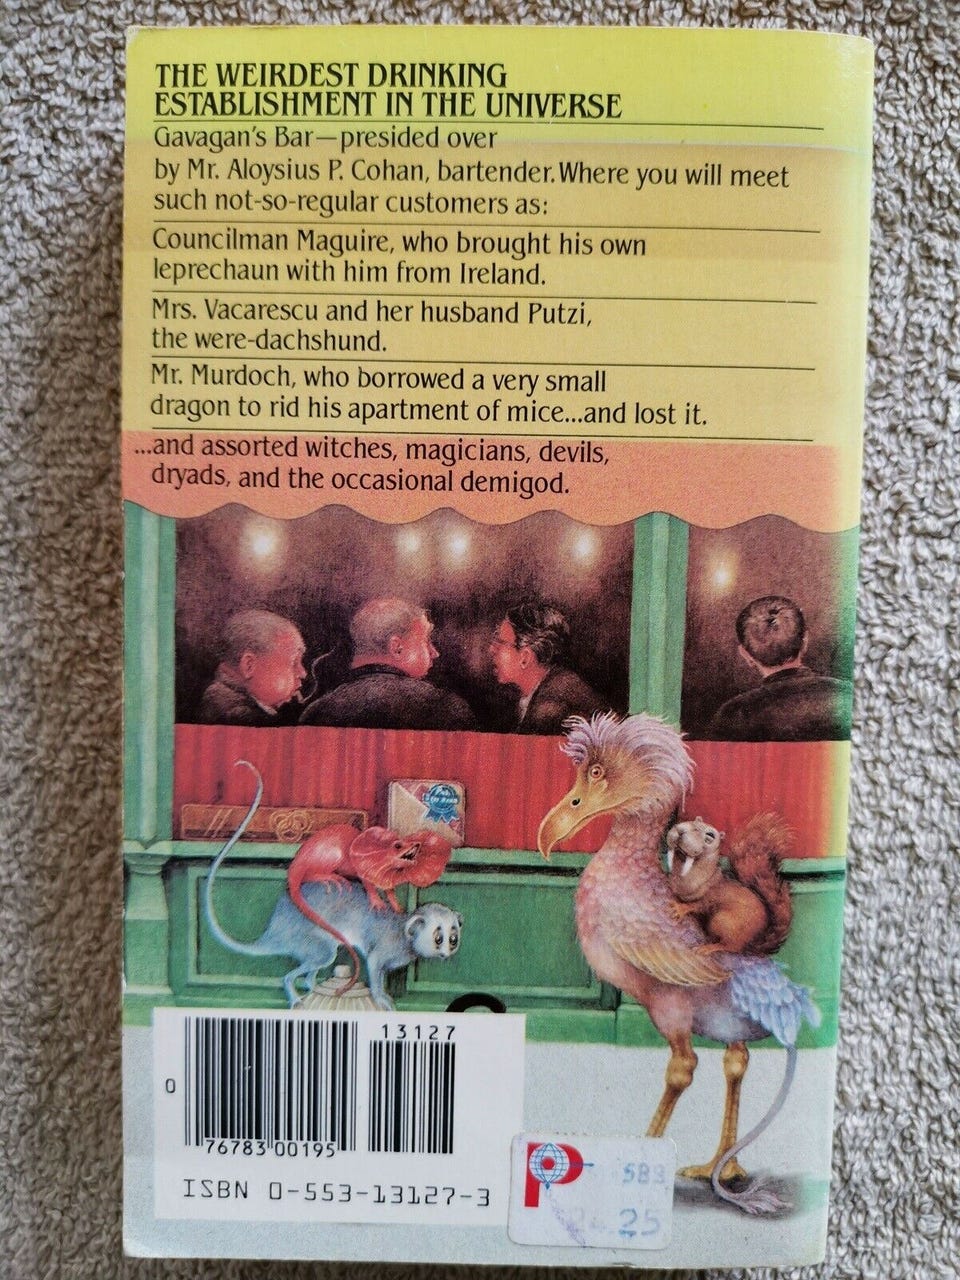 THE WEIRDEST DRINKING
ESTABLISHMENT IN THE UNIVERSE
Gavagan's Bar—presided over
by Mr. Aloysius P. Cohan, bartender. Where you will meet
such not-so-regular customers as:
Councilman Maguire, who brought his own
leprechaun with him from Ireland.
Mrs. Vacarescu and her husband Putzi,
the were-dachshund.
Mr. Murdoch, who borrowed a very small
dragon to rid his apartment of mice...and lost it.
...and assorted witches, magicians, devils,
dryads, and the occasional demigod.
13127
0
76783 00195
ISBN 0-553-13127-3
P
25